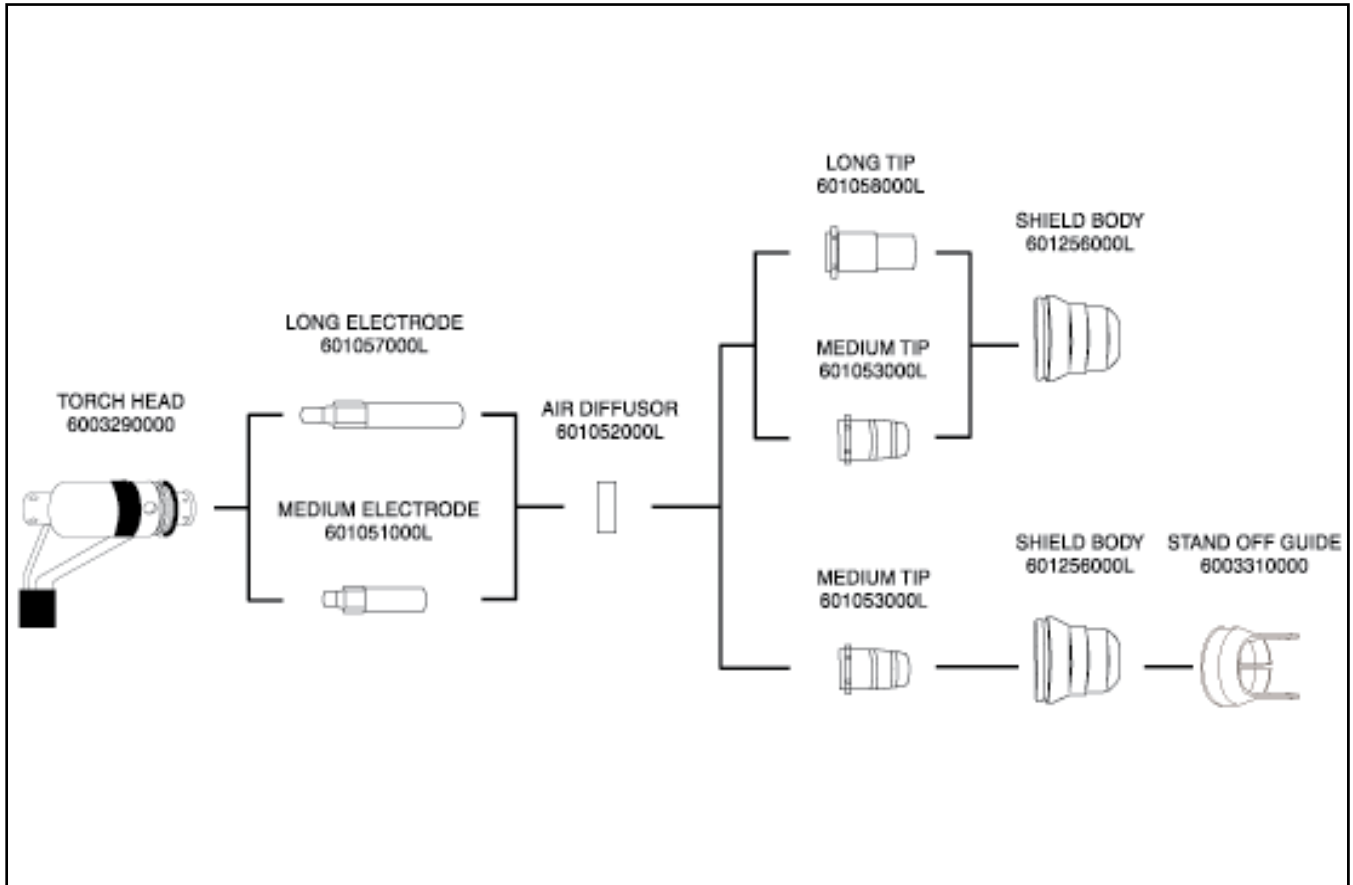 LONG TIP
601058000L
SHIELD BODY
601256000L
LONG ELECTRODE
601057000L
MEDIUM TIP
601053000L
TORCH HEAD
6003290000
AIR DIFFUSOR
601052000L
MEDIUM ELECTRODE
601051000L
SHIELD BODY
601256000L
STAND OFF GUIDE
6003310000
MEDIUM TIP
601053000L